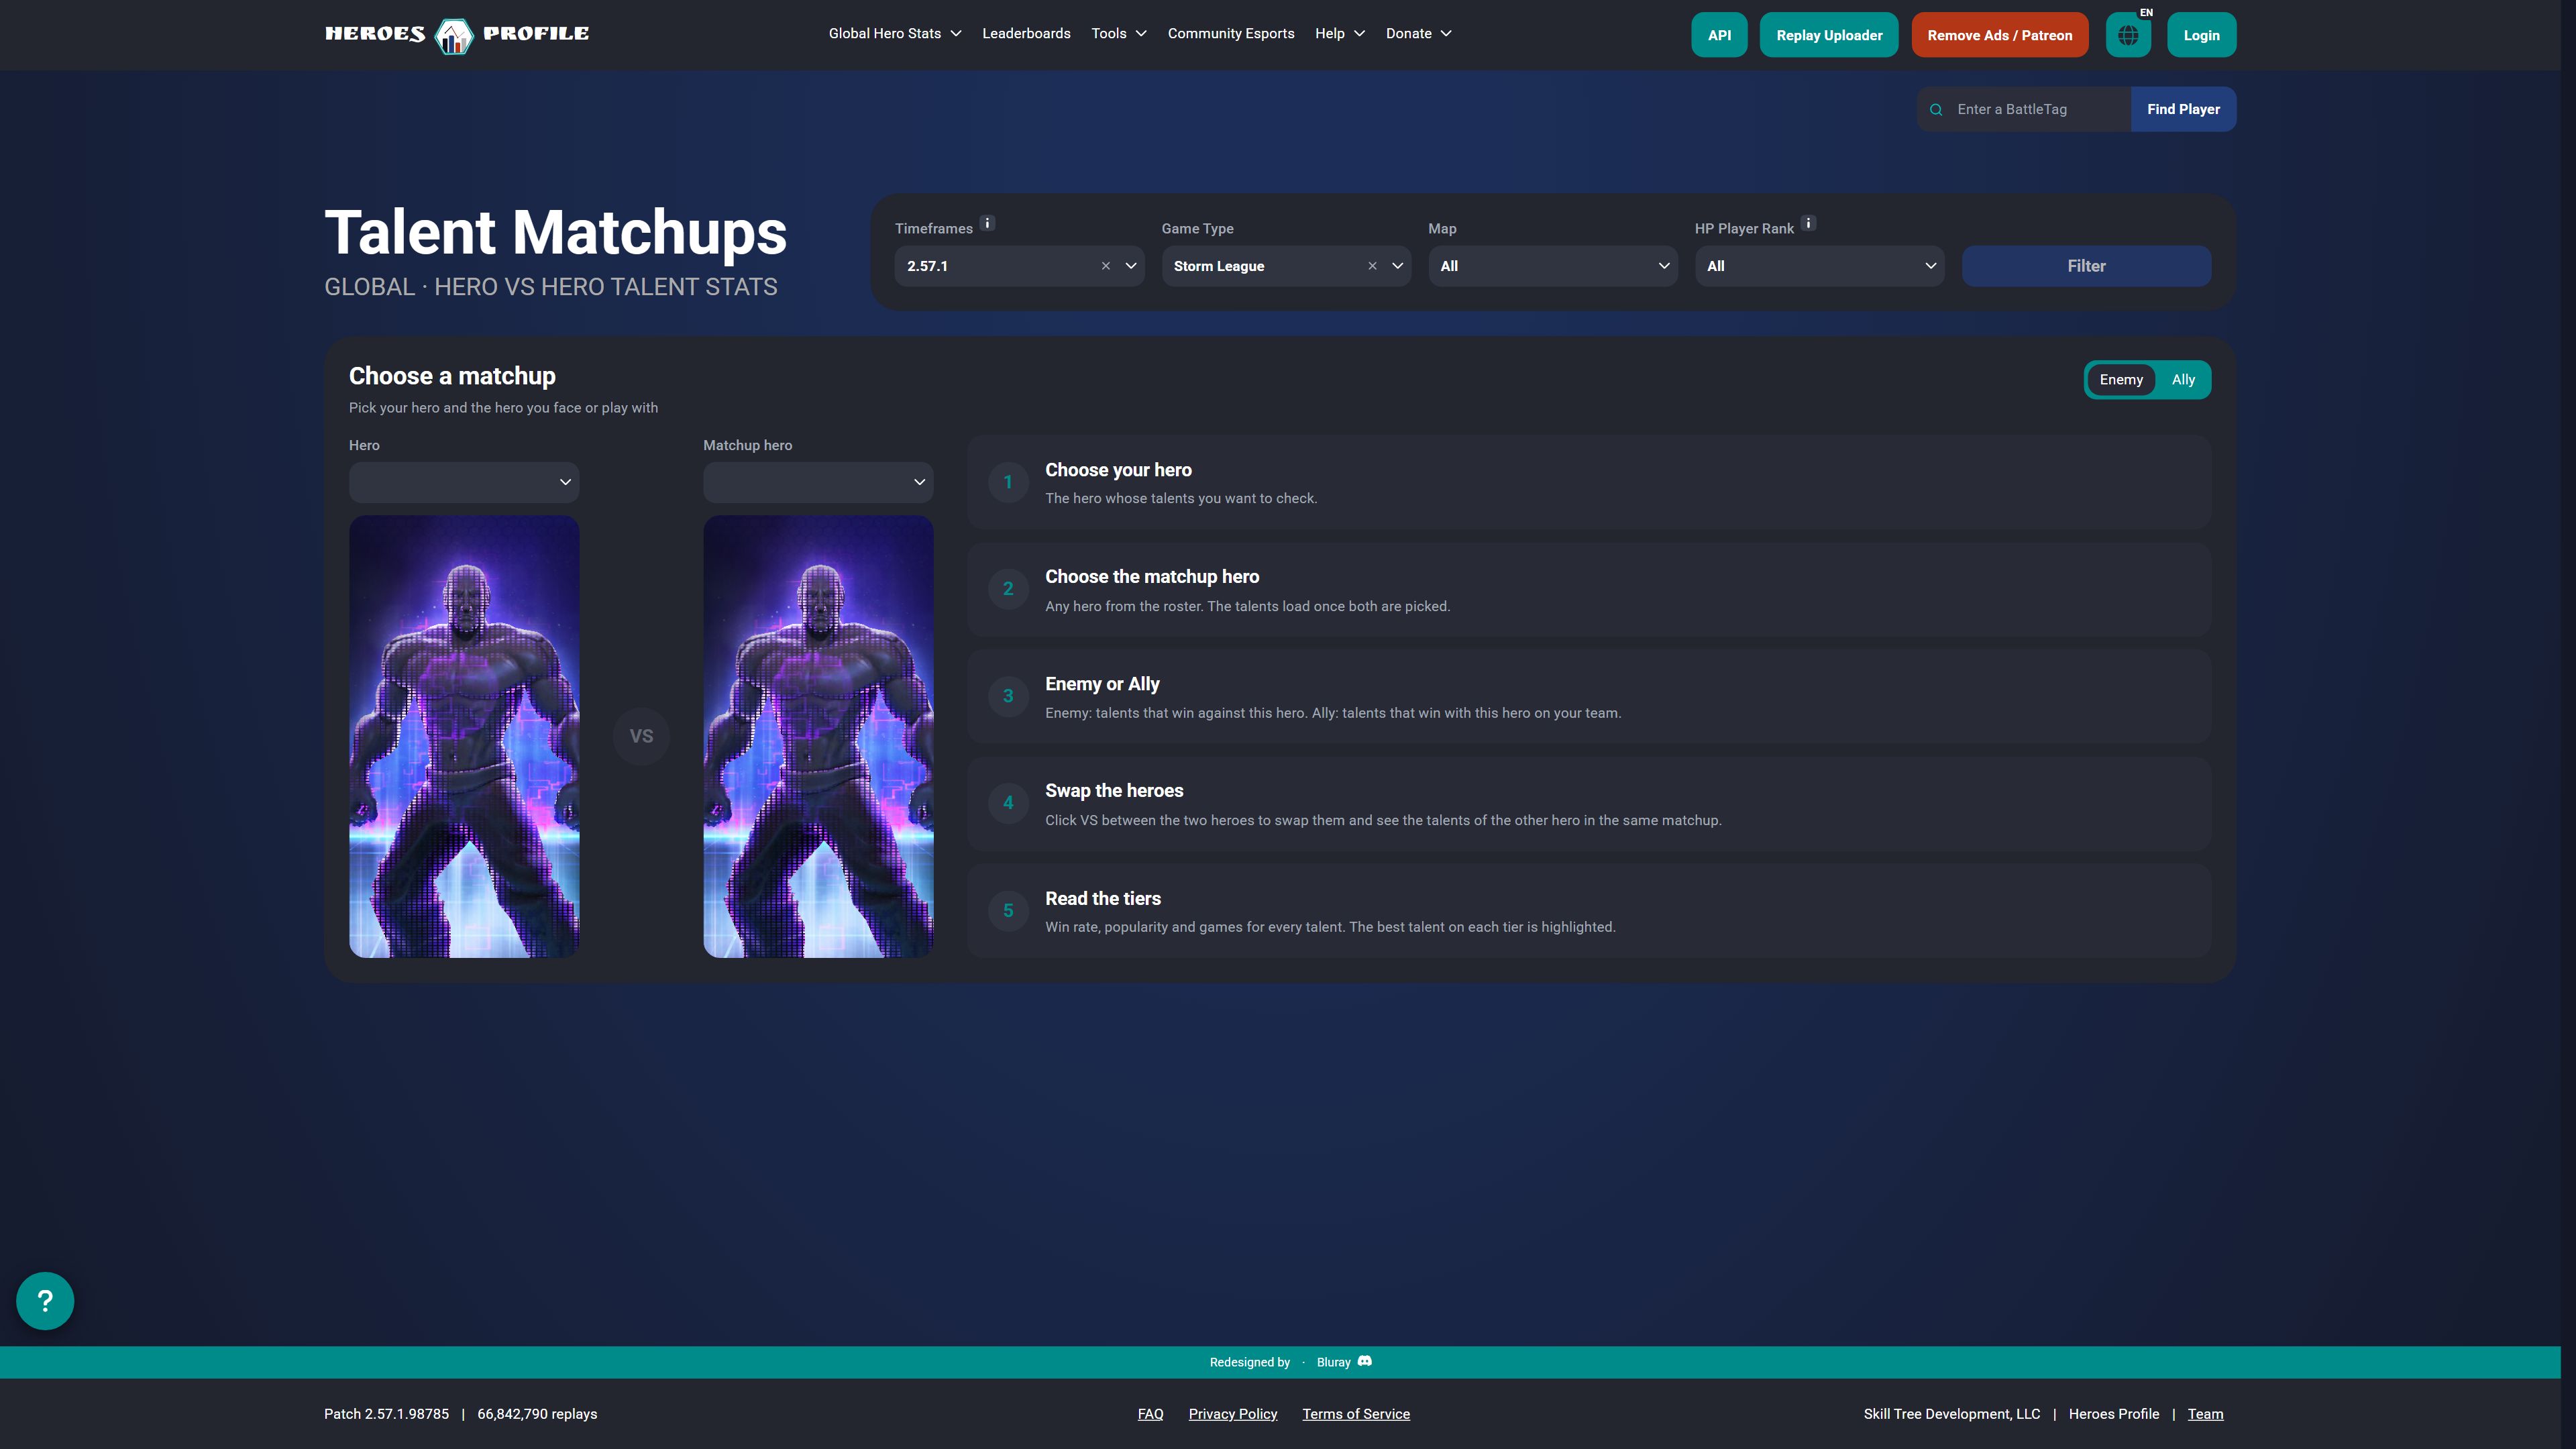 HEROES PROFILE
Global Hero Stats Leaderboards Tools Community Esports Help Donate
API Replay Uploader Remove Ads / Patreon EN Login
Enter a BattleTag Find Player
Talent Matchups
GLOBAL · HERO VS HERO TALENT STATS
Timeframes i Game Type Map HP Player Rank i
2.57.1 × Storm League × All All Filter
Choose a matchup
Pick your hero and the hero you face or play with
Enemy Ally
Hero Matchup hero
VS
1 Choose your hero
The hero whose talents you want to check.
2 Choose the matchup hero
Any hero from the roster. The talents load once both are picked.
3 Enemy or Ally
Enemy: talents that win against this hero. Ally: talents that win with this hero on your team.
4 Swap the heroes
Click VS between the two heroes to swap them and see the talents of the other hero in the same matchup.
5 Read the tiers
Win rate, popularity and games for every talent. The best talent on each tier is highlighted.
?
Redesigned by · Bluray
Patch 2.57.1.98785 | 66,842,790 replays
FAQ Privacy Policy Terms of Service
Skill Tree Development, LLC | Heroes Profile | Team